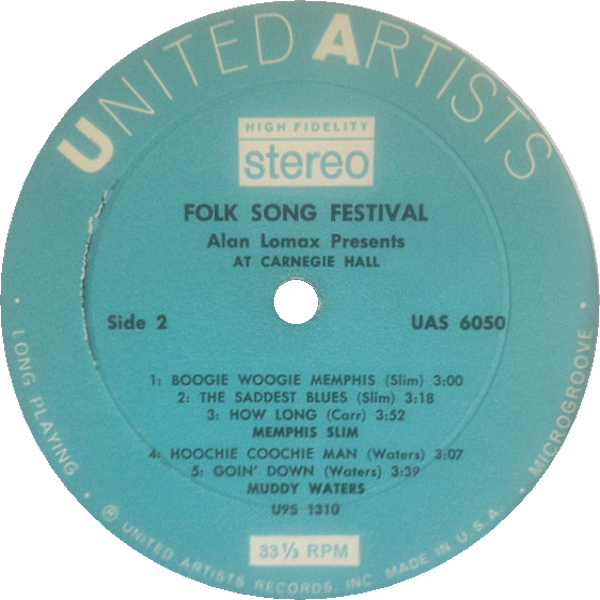 UNITED ARTISTS
HIGH FIDELITY
stereo
FOLK SONG FESTIVAL
Alan Lomax Presents
AT CARNEGIE HALL
Side 2
UAS 6050
1: BOOGIE WOOGIE MEMPHIS (Slim) 3:00
2: THE SADDEST BLUES (Slim) 3:18
3: HOW LONG (Carr) 3:52
MEMPHIS SLIM
4: HOOCHIE COOCHIE MAN (Waters) 3:07
5: GOIN' DOWN (Waters) 3:39
MUDDY WATERS
U9S 1310
33⅓ RPM
• LONG PLAYING •
® UNITED ARTISTS RECORDS, INC. MADE IN U.S.A.
• MICROGROOVE •